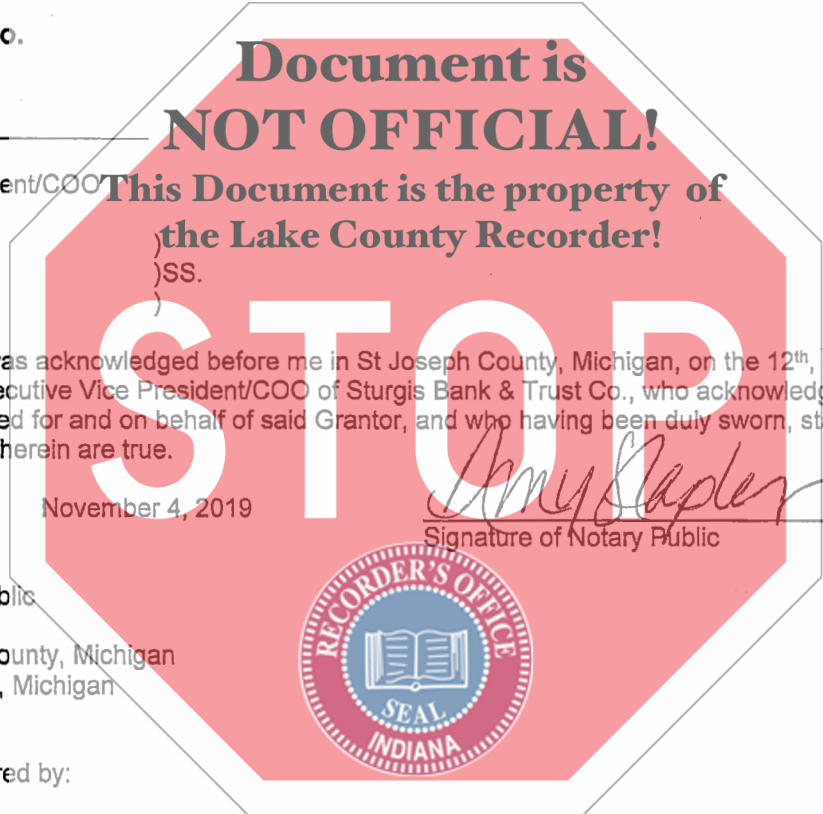 o.
Document is
NOT OFFICIAL!
ent/COO
This Document is the property of
the Lake County Recorder!
)
)SS.
)
STOP
as acknowledged before me in St Joseph County, Michigan, on the 12th,
ecutive Vice President/COO of Sturgis Bank & Trust Co., who acknowledg
ed for and on behalf of said Grantor, and who having been duly sworn, st
herein are true.
November 4, 2019
Amy Stapler
Signature of Notary Public
RECORDER'S OFFICE
SEAL
INDIANA
blic
ounty, Michigan
, Michigan
ed by: